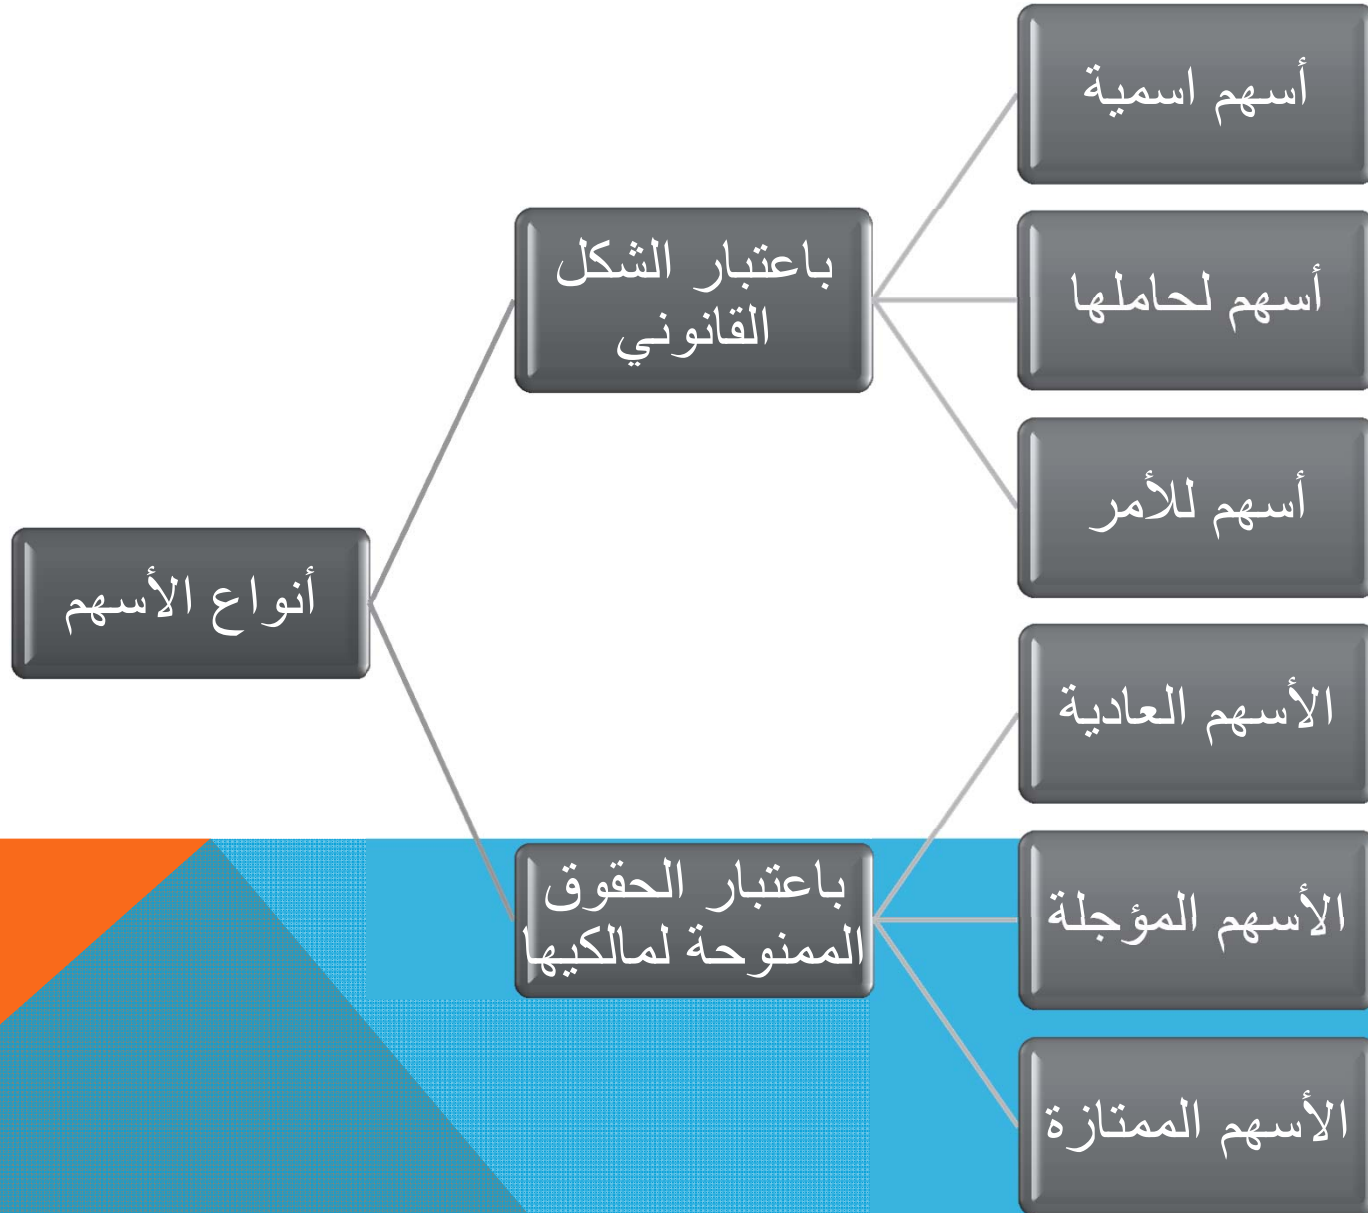 أنواع الأسهم
باعتبار الشكل
القانوني
أسهم اسمية
أسهم لحاملها
أسهم للأمر
باعتبار الحقوق
الممنوحة لمالكيها
الأسهم العادية
الأسهم المؤجلة
الأسهم الممتازة